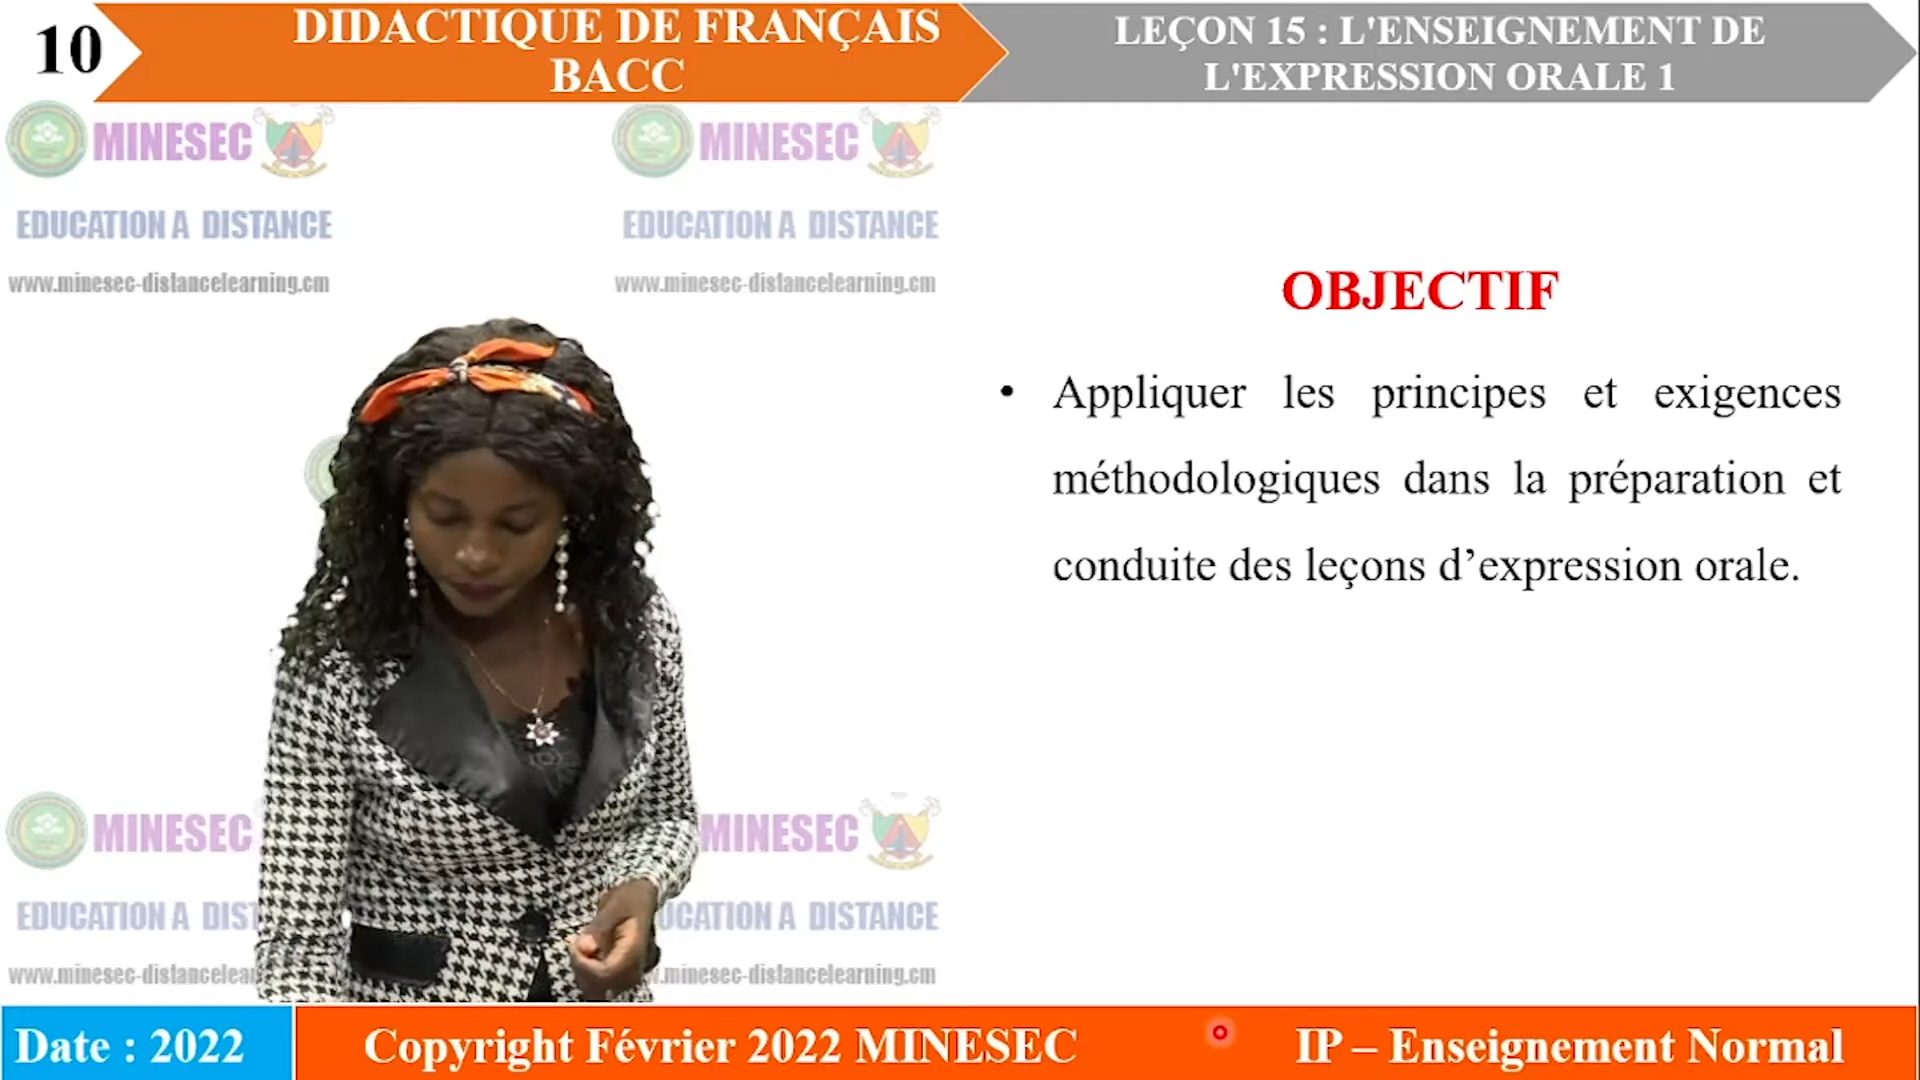 10
DIDACTIQUE DE FRANÇAIS
BACC
LEÇON 15 : L'ENSEIGNEMENT DE
L'EXPRESSION ORALE 1
MINESEC
MINESEC
EDUCATION A DISTANCE
EDUCATION A DISTANCE
www.minesec-distancelearning.cm
www.minesec-distancelearning.cm
OBJECTIF
• Appliquer les principes et exigences
méthodologiques dans la préparation et
conduite des leçons d’expression orale.
MINESEC
MINESEC
EDUCATION A DIST
UCATION A DISTANCE
www.minesec-distancelear
.minesec-distancelearning.cm
Date : 2022
Copyright Février 2022 MINESEC
IP – Enseignement Normal